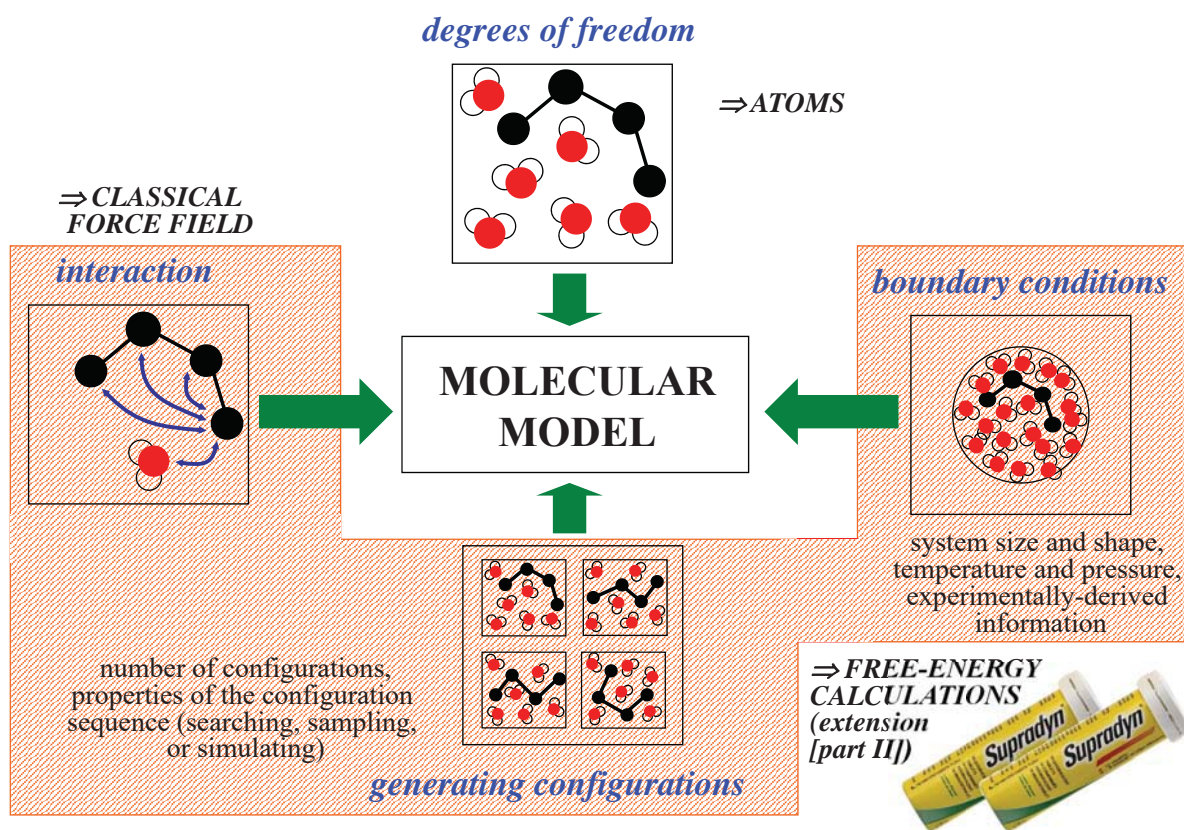 degrees of freedom
⇒ ATOMS
⇒ CLASSICAL
FORCE FIELD
interaction
boundary conditions
MOLECULAR
MODEL
system size and shape,
temperature and pressure,
experimentally-derived
information
number of configurations,
properties of the configuration
sequence (searching, sampling,
or simulating)
generating configurations
⇒ FREE-ENERGY
CALCULATIONS
(extension
[part II])
Supradyn
Supradyn